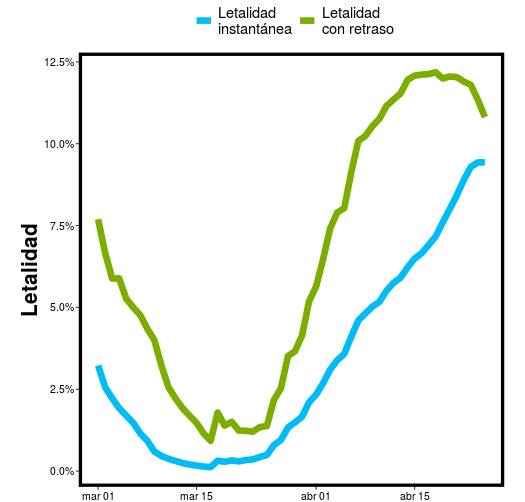 Letalidad
instantánea
Letalidad
con retraso
Letalidad
12.5%
10.0%
7.5%
5.0%
2.5%
0.0%
mar 01
mar 15
abr 01
abr 15